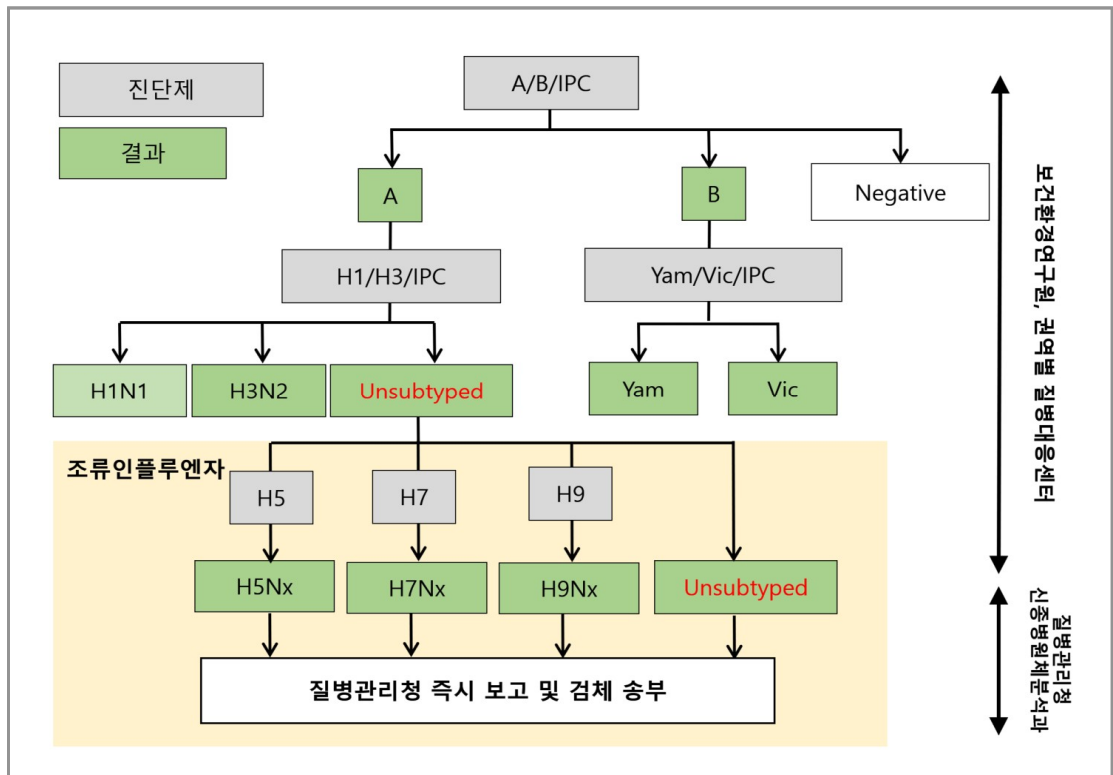 진단제
결과
A/B/IPC
A
B
Negative
H1/H3/IPC
Yam/Vic/IPC
H1N1
H3N2
Unsubtyped
Yam
Vic
조류인플루엔자
H5
H7
H9
H5Nx
H7Nx
H9Nx
Unsubtyped
질병관리청 즉시 보고 및 검체 송부
보건환경연구원, 권역별 질병대응센터
질병관리청
신종병원체분석과